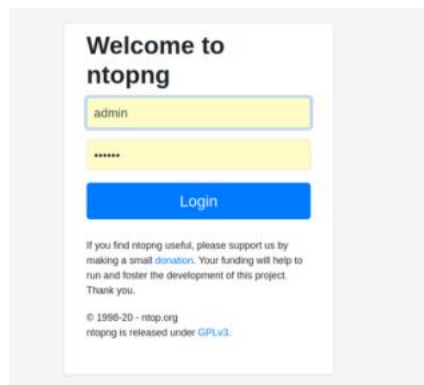 Welcome to
ntopng
admin
••••••
Login
If you find ntopng useful, please support us by
making a small donation. Your funding will help to
run and foster the development of this project.
Thank you.
© 1998-20 - ntop.org
ntopng is released under GPLv3.